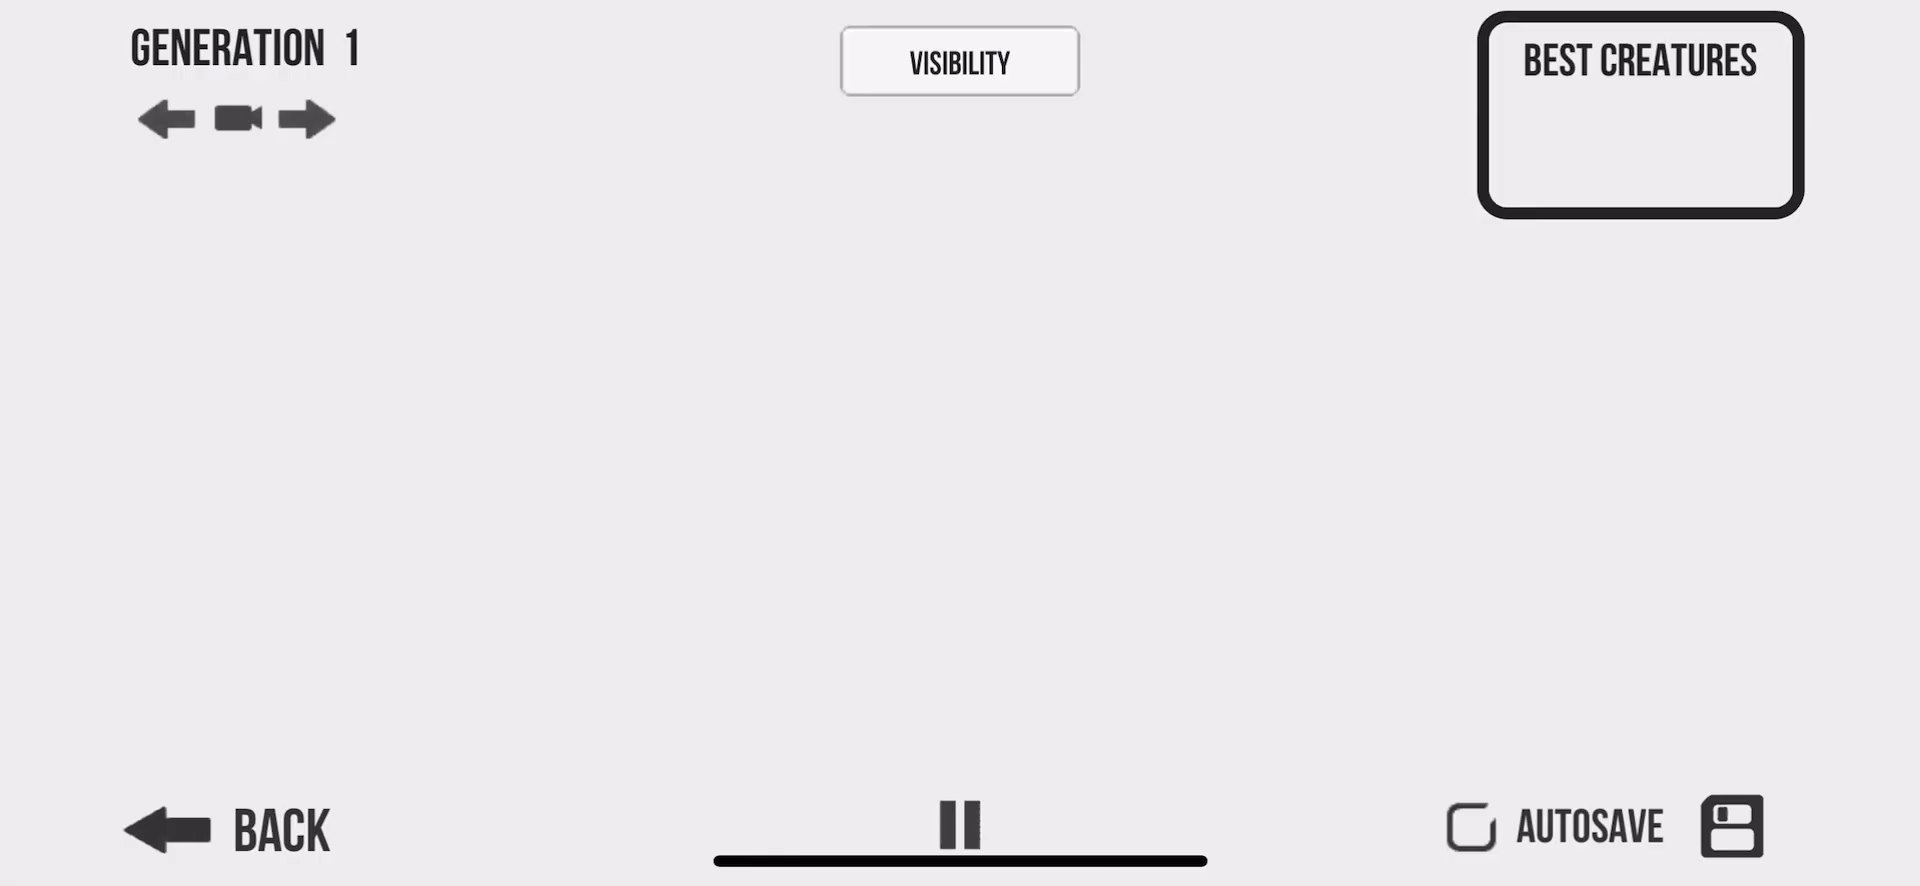 GENERATION 1
VISIBILITY
BEST CREATURES
BACK
AUTOSAVE